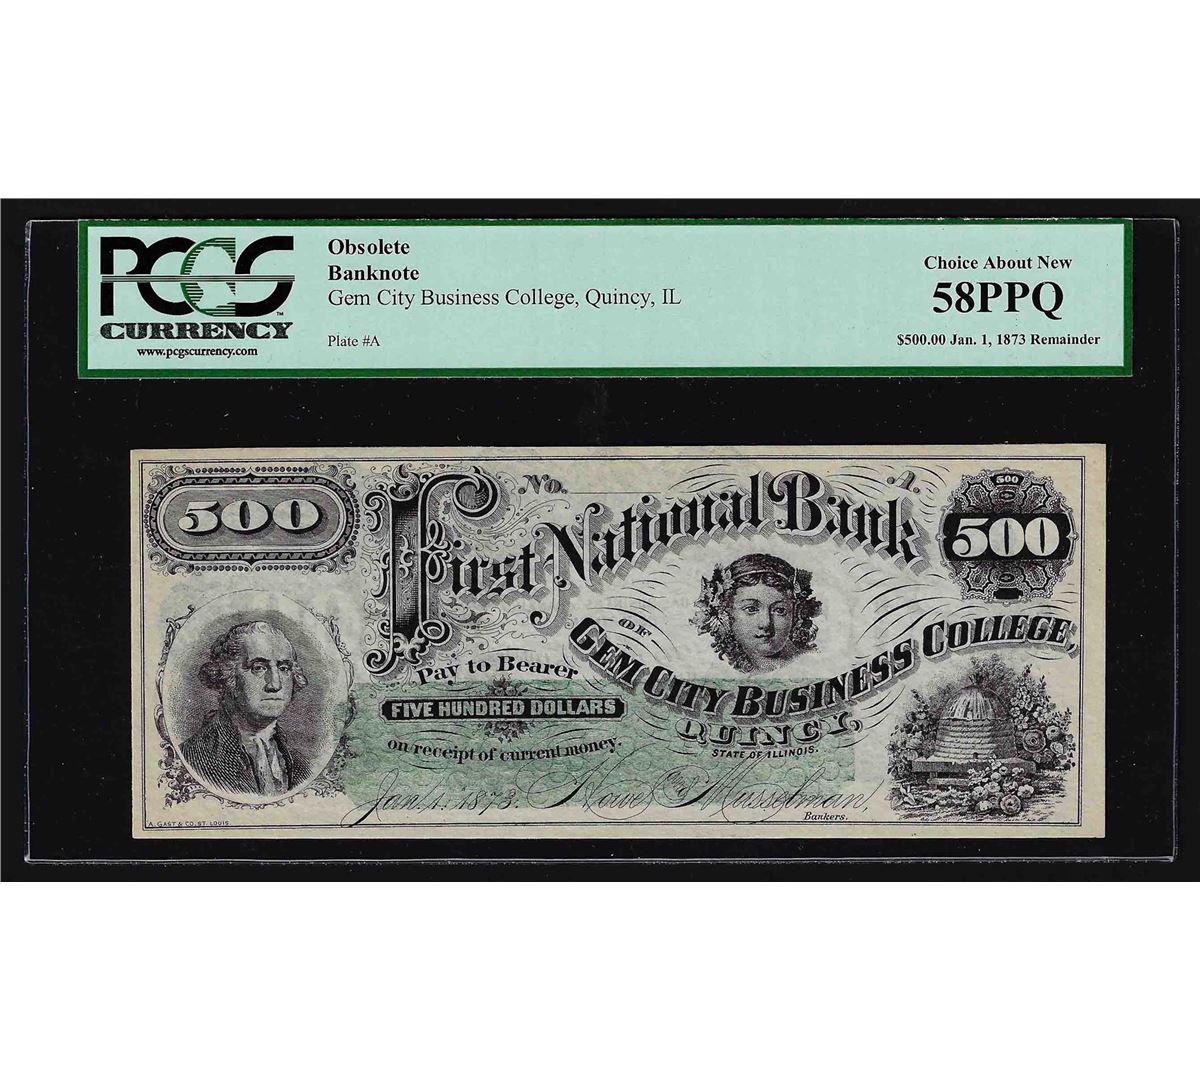 PCGS
TM
CURRENCY
www.pcgscurrency.com
Obsolete
Banknote
Gem City Business College, Quincy, IL
Plate #A
Choice About New
58PPQ
$500.00 Jan. 1, 1873 Remainder
500
No.
A.
500
500
First National Bank
OF
GEM CITY BUSINESS COLLEGE,
QUINCY,
STATE OF ILLINOIS.
Pay to Bearer
FIVE HUNDRED DOLLARS
on receipt of current money.
Jan. 1. 1873. Howe & Musselman,
Bankers.
A. GAST & CO. ST. LOUIS